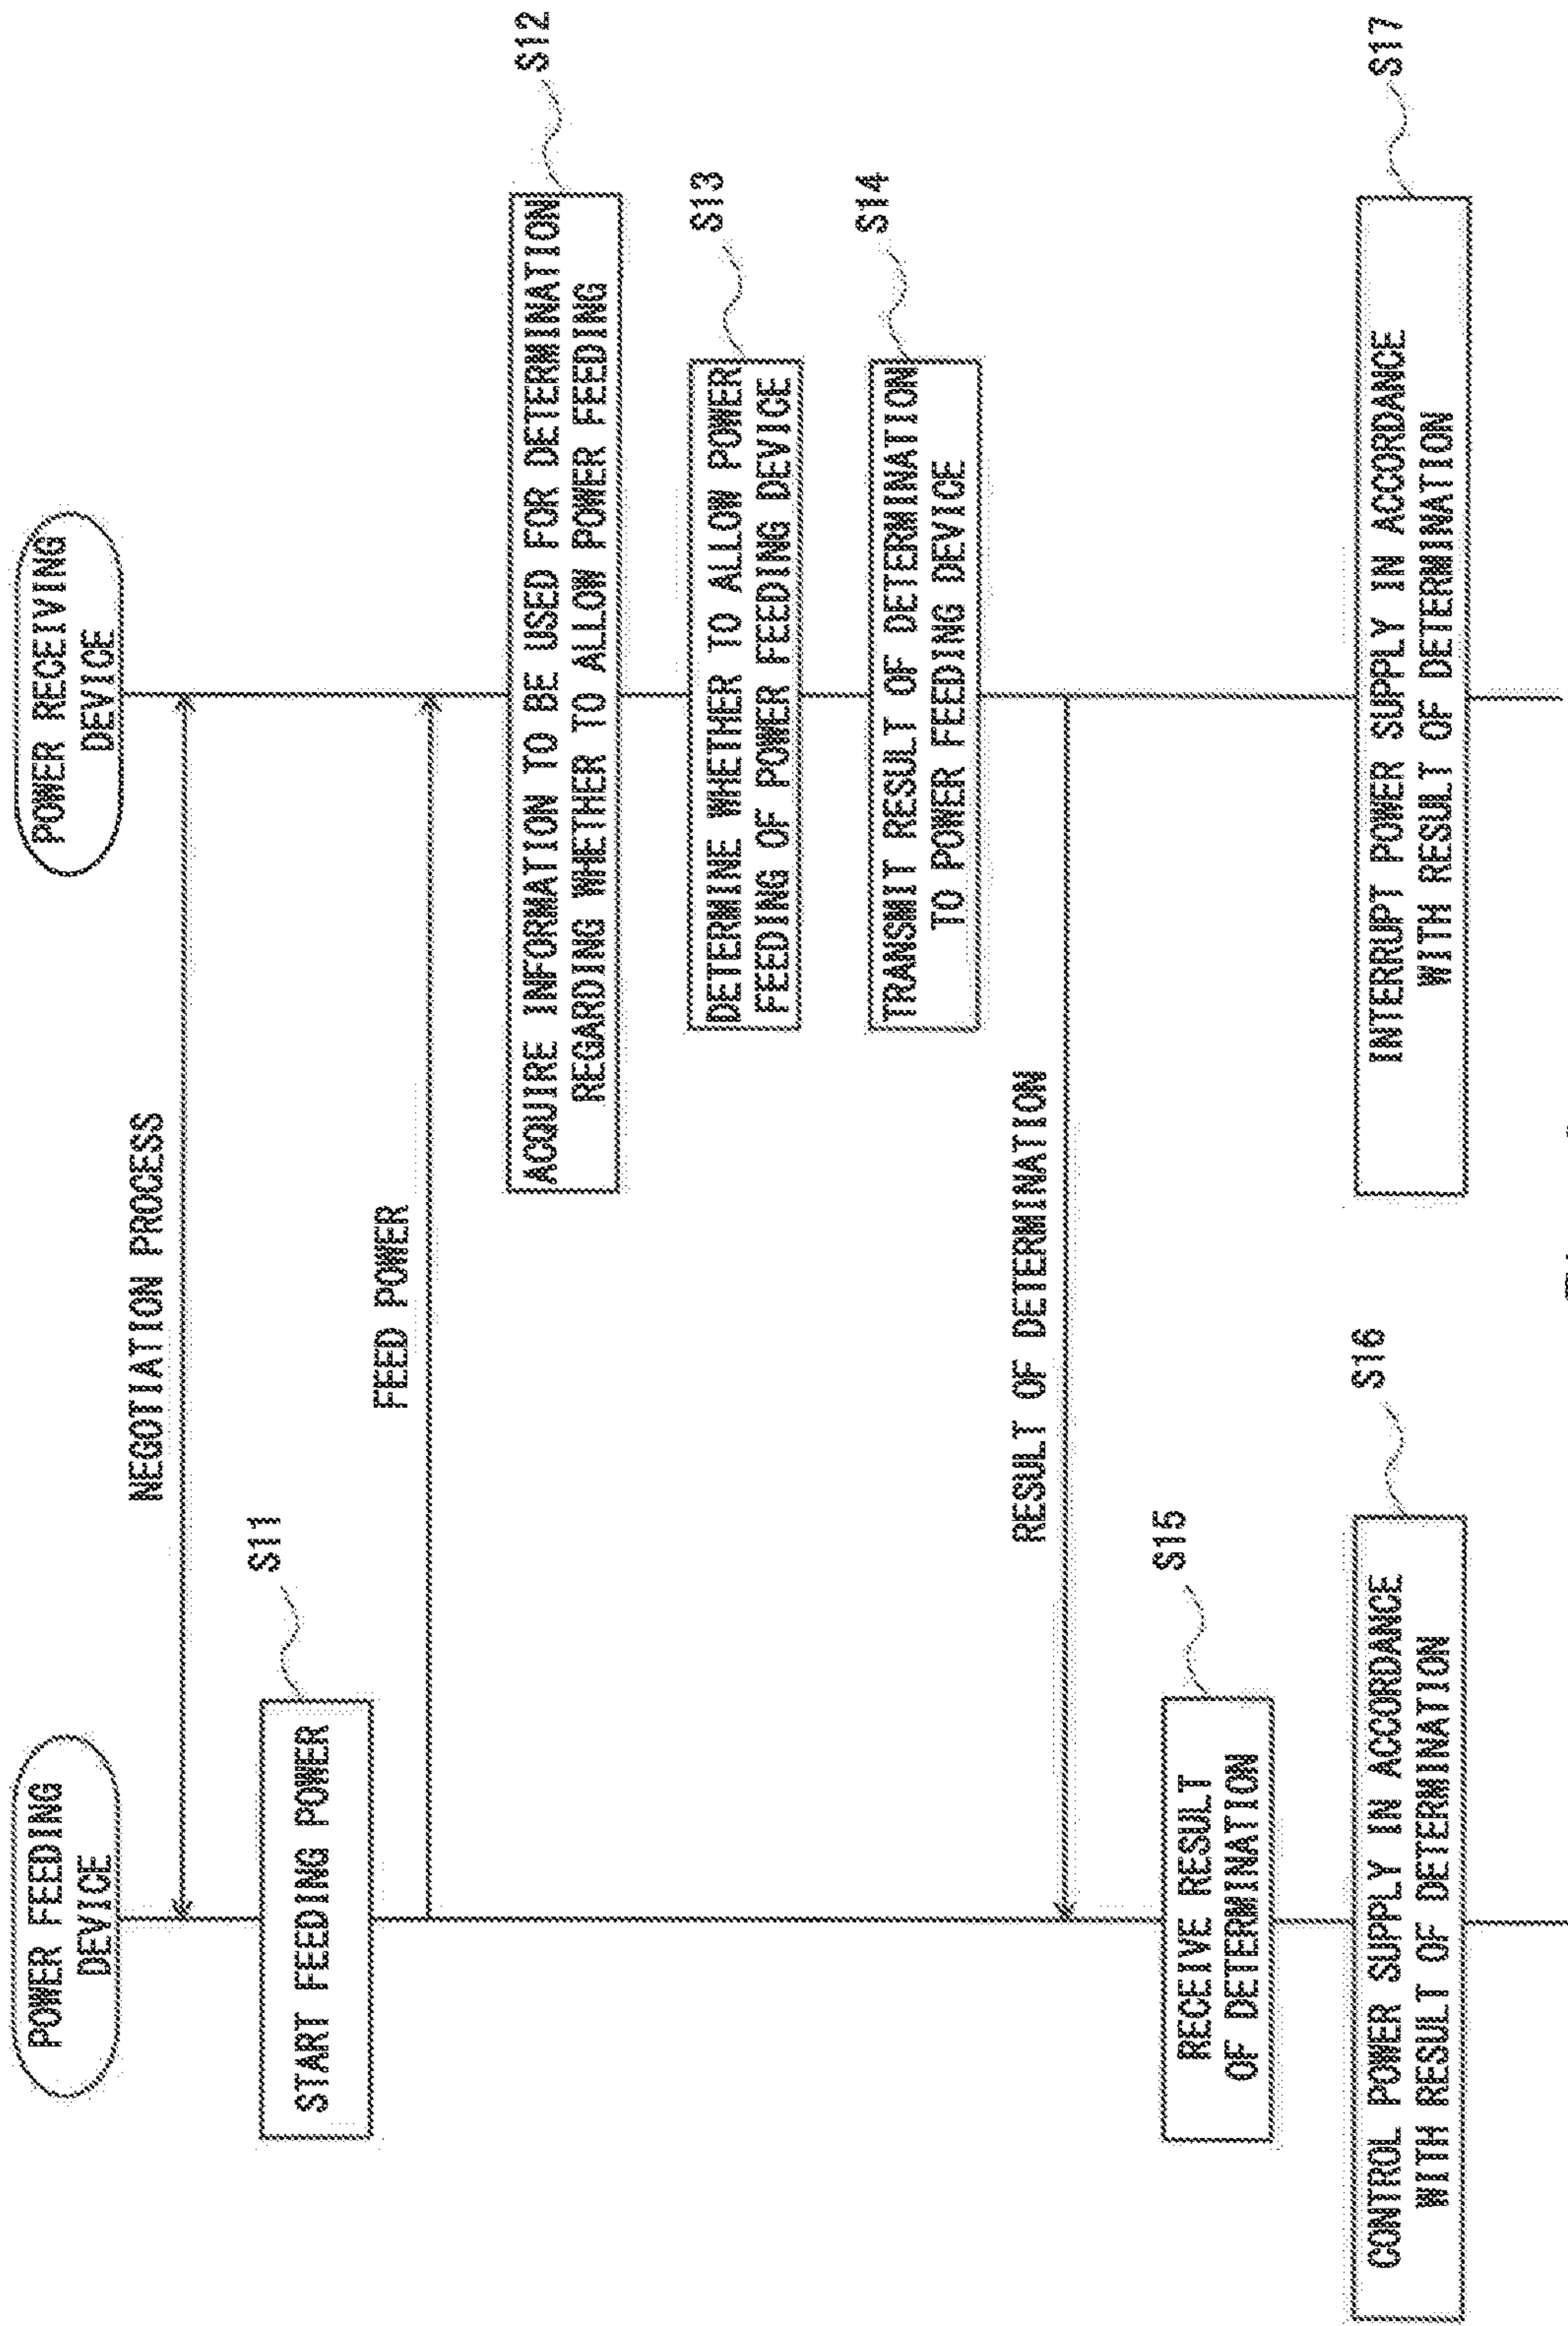 POWER FEEDING
DEVICE
POWER RECEIVING
DEVICE
NEGOTIATION PROCESS
S11
START FEEDING POWER
FEED POWER
S12
ACQUIRE INFORMATION TO BE USED FOR DETERMINATION
REGARDING WHETHER TO ALLOW POWER FEEDING
S13
DETERMINE WHETHER TO ALLOW POWER
FEEDING OF POWER FEEDING DEVICE
S14
TRANSMIT RESULT OF DETERMINATION
TO POWER FEEDING DEVICE
RESULT OF DETERMINATION
S15
RECEIVE RESULT
OF DETERMINATION
S16
CONTROL POWER SUPPLY IN ACCORDANCE
WITH RESULT OF DETERMINATION
S17
INTERRUPT POWER SUPPLY IN ACCORDANCE
WITH RESULT OF DETERMINATION